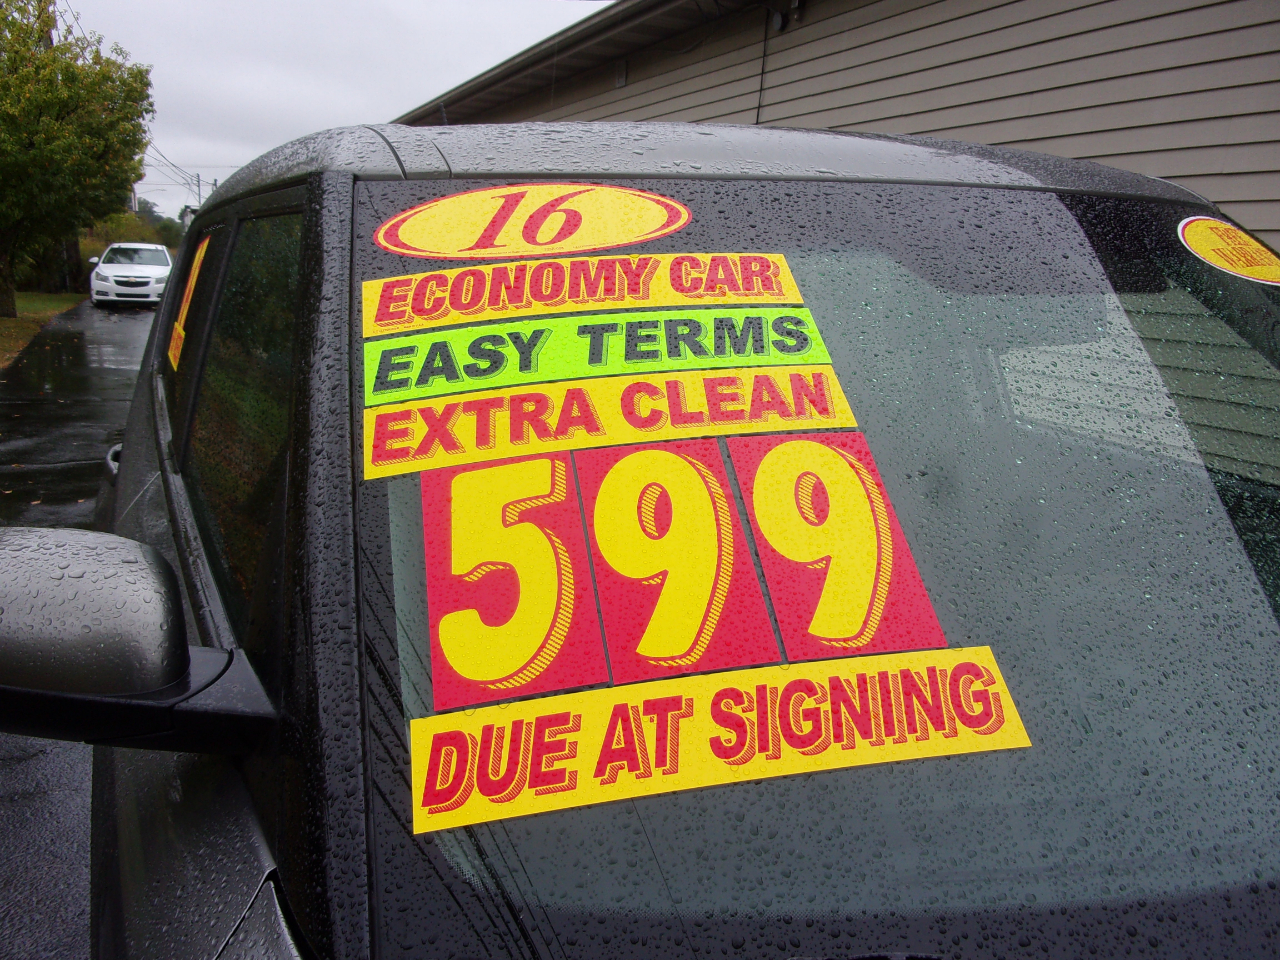 16
ECONOMY CAR
EASY TERMS
EXTRA CLEAN
599
DUE AT SIGNING